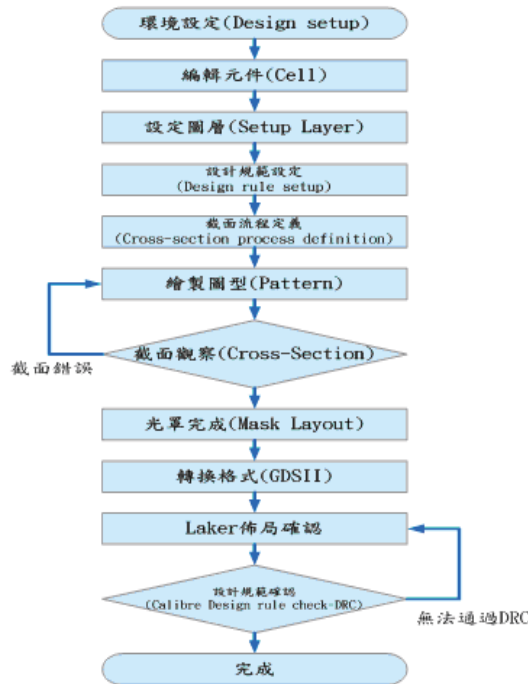 環境設定(Design setup)
編輯元件(Cell)
設定圖層(Setup Layer)
設計規範設定
(Design rule setup)
截面流程定義
(Cross-section process definition)
繪製圖型(Pattern)
截面觀察(Cross-Section)
截面錯誤
光罩完成(Mask Layout)
轉換格式(GDSII)
Laker佈局確認
設計規範確認
(Calibre Design rule check-DRC)
無法通過DRC
完成